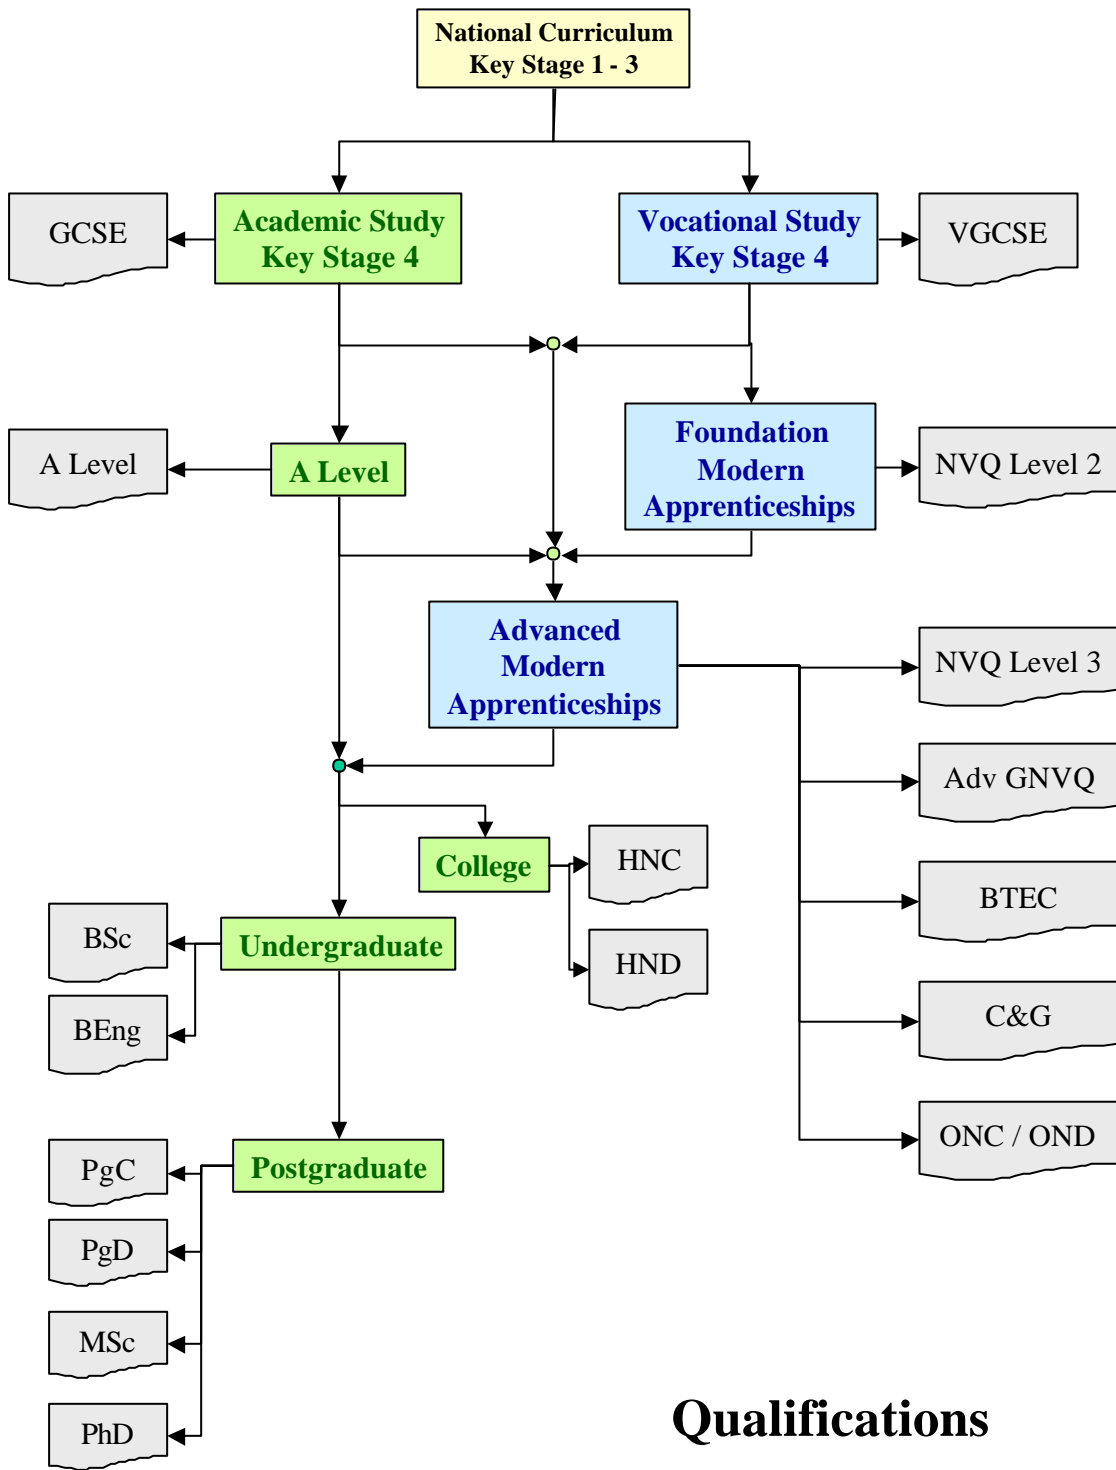 National Curriculum
Key Stage 1 - 3
GCSE
Academic Study
Key Stage 4
Vocational Study
Key Stage 4
VGCSE
A Level
A Level
Foundation
Modern
Apprenticeships
NVQ Level 2
Advanced
Modern
Apprenticeships
NVQ Level 3
Adv GNVQ
College
HNC
BTEC
BSc
Undergraduate
HND
BEng
C&G
ONC / OND
PgC
Postgraduate
PgD
MSc
PhD
Qualifications